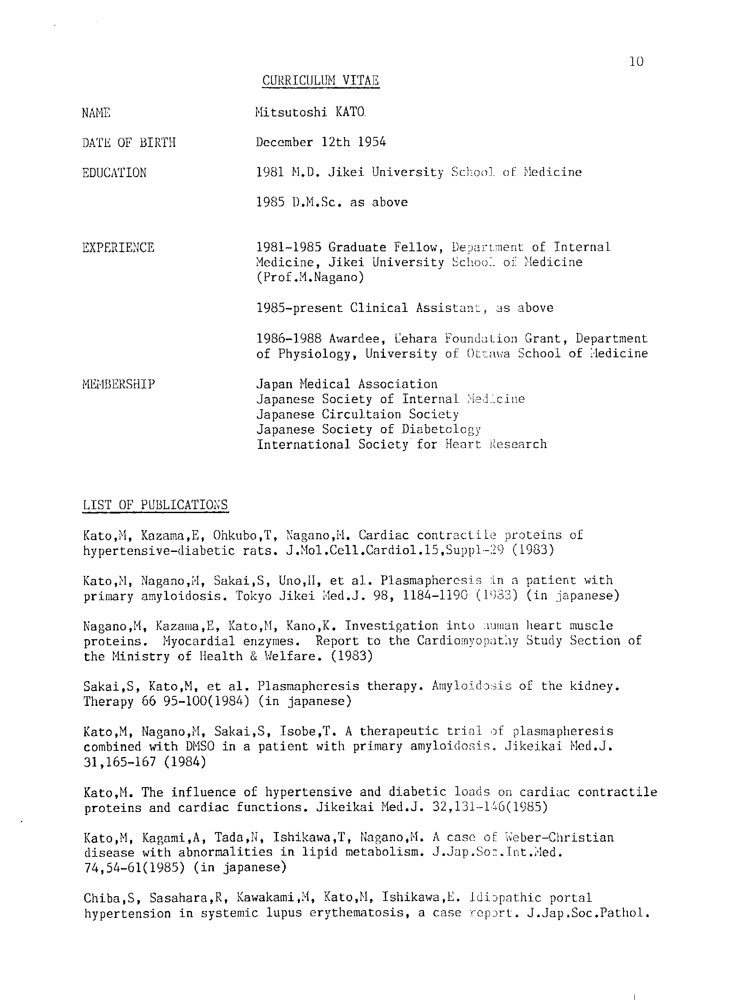 10
CURRICULUM VITAE
NAME Mitsutoshi KATO
DATE OF BIRTH December 12th 1954
EDUCATION 1981 M.D. Jikei University School of Medicine
1985 D.M.Sc. as above
EXPERIENCE 1981-1985 Graduate Fellow, Department of Internal
Medicine, Jikei University School of Medicine
(Prof.M.Nagano)
1985-present Clinical Assistant, as above
1986-1988 Awardee, Uehara Foundation Grant, Department
of Physiology, University of Ottawa School of Medicine
MEMBERSHIP Japan Medical Association
Japanese Society of Internal Medicine
Japanese Circultaion Society
Japanese Society of Diabetology
International Society for Heart Research
LIST OF PUBLICATIONS
Kato,M, Kazama,E, Ohkubo,T, Nagano,M. Cardiac contractile proteins of
hypertensive-diabetic rats. J.Mol.Cell.Cardiol.15,Suppl-29 (1983)
Kato,M, Nagano,M, Sakai,S, Uno,H, et al. Plasmapheresis in a patient with
primary amyloidosis. Tokyo Jikei Med.J. 98, 1184-1190 (1983) (in japanese)
Nagano,M, Kazama,E, Kato,M, Kano,K. Investigation into human heart muscle
proteins. Myocardial enzymes. Report to the Cardiomyopathy Study Section of
the Ministry of Health & Welfare. (1983)
Sakai,S, Kato,M, et al. Plasmapheresis therapy. Amyloidosis of the kidney.
Therapy 66 95-100(1984) (in japanese)
Kato,M, Nagano,M, Sakai,S, Isobe,T. A therapeutic trial of plasmapheresis
combined with DMSO in a patient with primary amyloidosis. Jikeikai Med.J.
31,165-167 (1984)
Kato,M. The influence of hypertensive and diabetic loads on cardiac contractile
proteins and cardiac functions. Jikeikai Med.J. 32,131-146(1985)
Kato,M, Kagami,A, Tada,N, Ishikawa,T, Nagano,M. A case of Weber-Christian
disease with abnormalities in lipid metabolism. J.Jap.Soc.Int.Med.
74,54-61(1985) (in japanese)
Chiba,S, Sasahara,R, Kawakami,M, Kato,M, Ishikawa,E. Idiopathic portal
hypertension in systemic lupus erythematosis, a case report. J.Jap.Soc.Pathol.